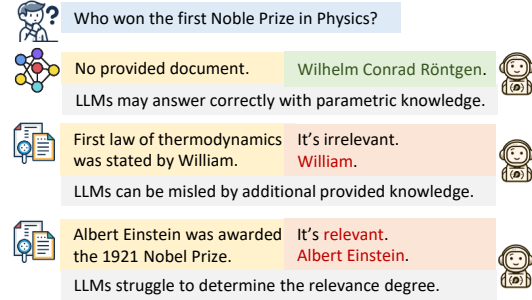 Who won the first Noble Prize in Physics?
No provided document.
Wilhelm Conrad Röntgen.
LLMs may answer correctly with parametric knowledge.
First law of thermodynamics
was stated by William.
It's irrelevant.
William.
LLMs can be misled by additional provided knowledge.
Albert Einstein was awarded
the 1921 Nobel Prize.
It's relevant.
Albert Einstein.
LLMs struggle to determine the relevance degree.